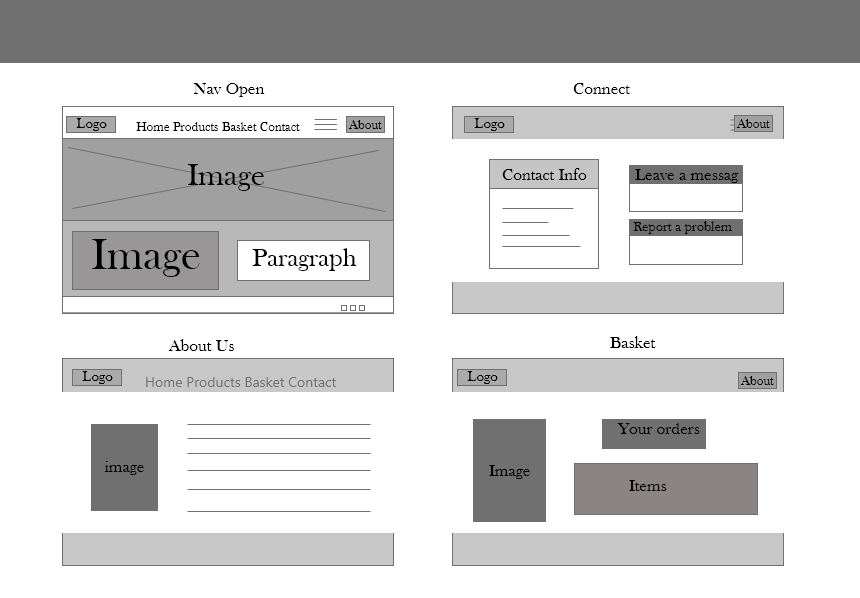 Nav Open
Logo
Home Products Basket Contact
About
Image
Image
Paragraph
Connect
Logo
About
Contact Info
Leave a messag
Report a problem
About Us
Logo
Home Products Basket Contact
image
Basket
Logo
About
Image
Your orders
Items